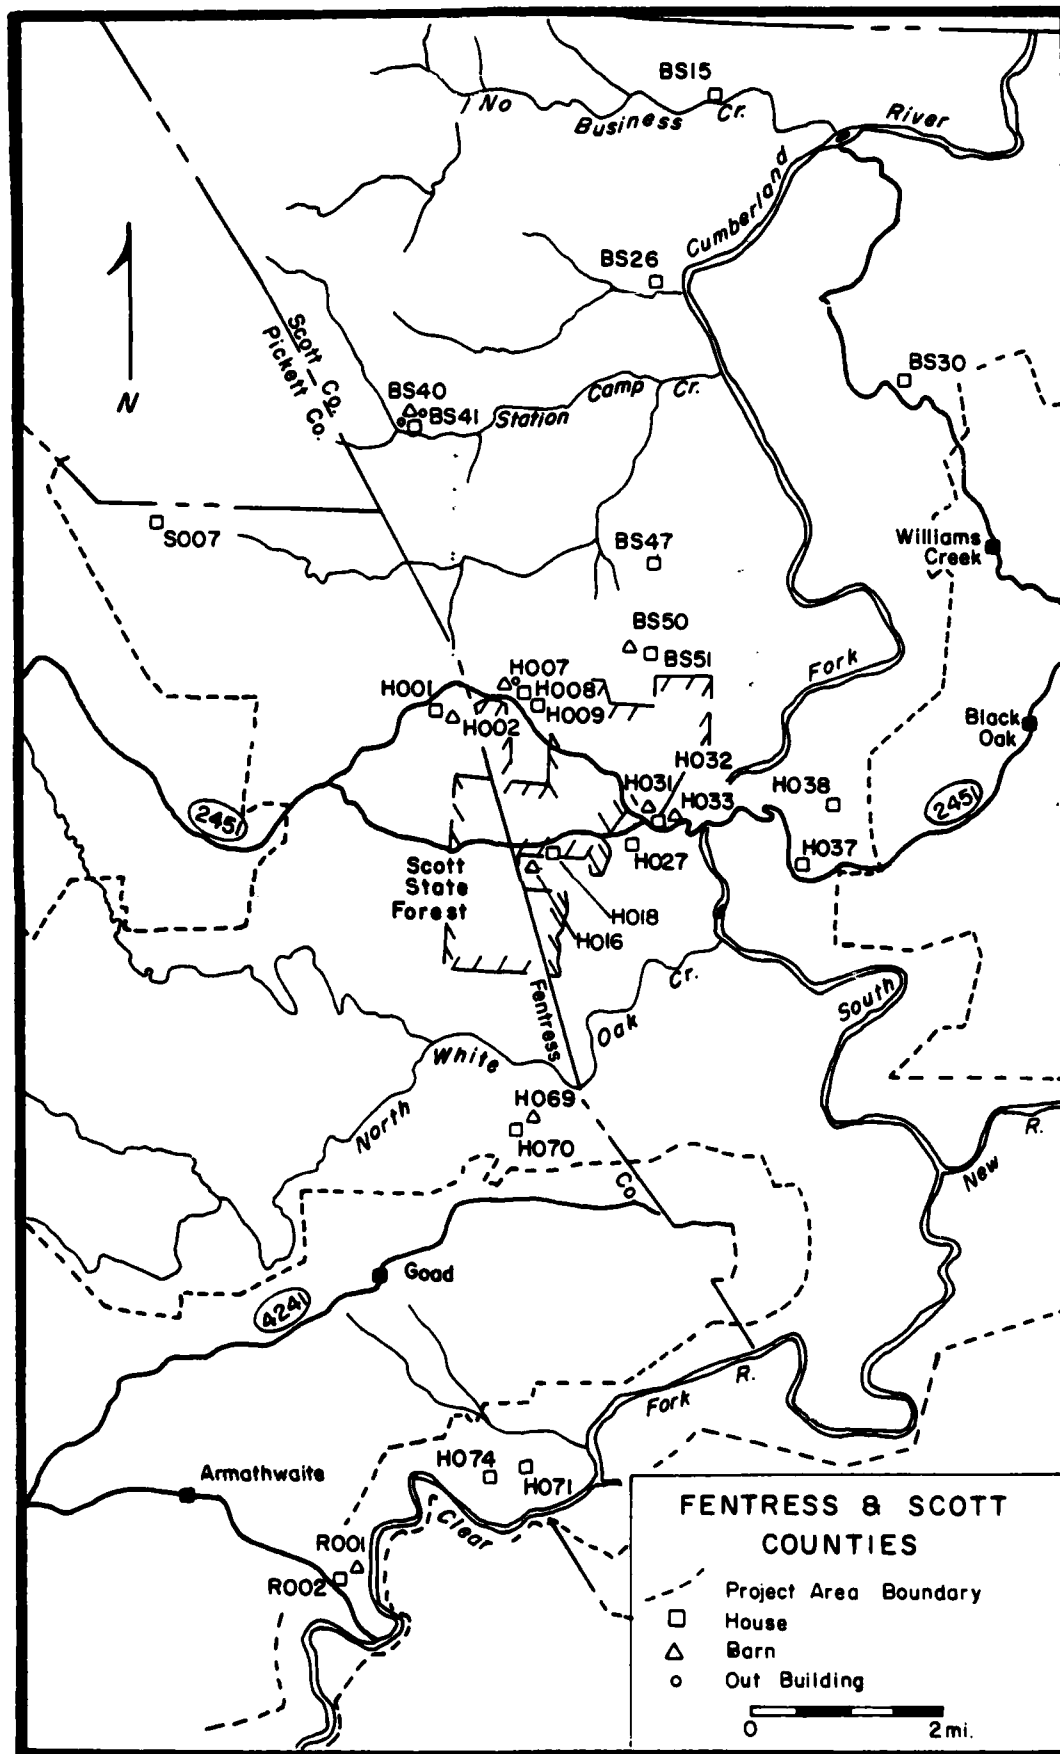 BS15
No
Business
Cr.
River
Cumberland
BS26
Scott Co.
Pickett Co.
BS30
BS40
BS41
Station
Camp
Cr.
N
S007
BS47
Williams
Creek
BS50
BS51
Fork
H007
H008
H009
H001
H002
Black
Oak
H032
H031
H033
H038
2451
2451
H037
H027
Scott
State
Forest
H018
H016
Fentress
Cr.
Oak
South
White
North
H069
H070
R.
New
Co.
Goad
4241
R.
Fork
H074
H071
Armathwaite
Clear
R001
R002
FENTRESS & SCOTT
COUNTIES
Project Area Boundary
House
Barn
Out Building
0 2mi.